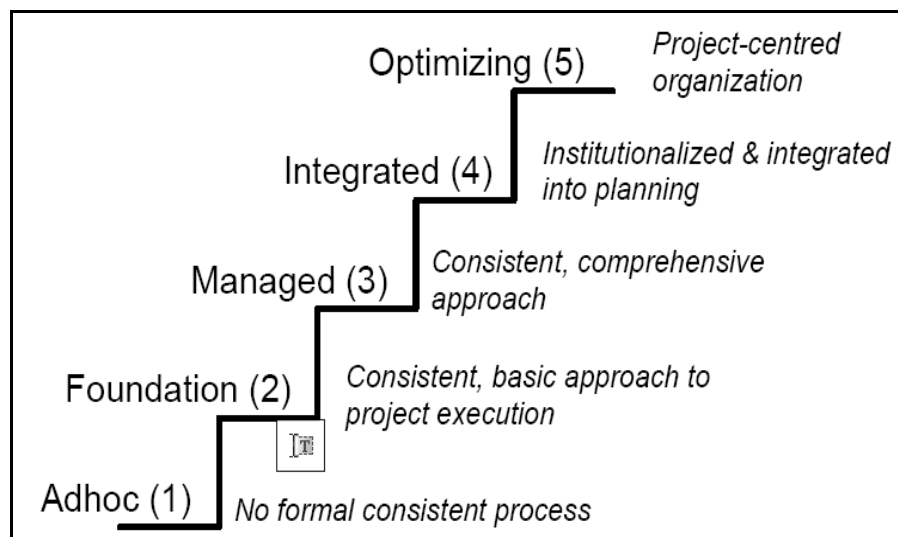 Optimizing (5)
Project-centred
organization
Integrated (4)
Institutionalized & integrated
into planning
Managed (3)
Consistent, comprehensive
approach
Foundation (2)
Consistent, basic approach to
project execution
T
Adhoc (1)
No formal consistent process